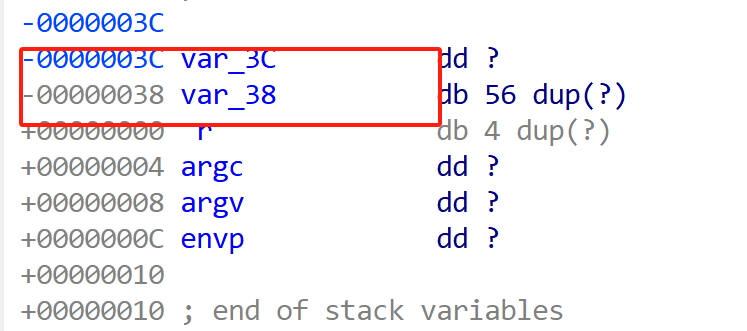 -0000003C
-0000003C var_3C dd ?
-00000038 var_38 db 56 dup(?)
+00000000 r db 4 dup(?)
+00000004 argc dd ?
+00000008 argv dd ?
+0000000C envp dd ?
+00000010
+00000010 ; end of stack variables